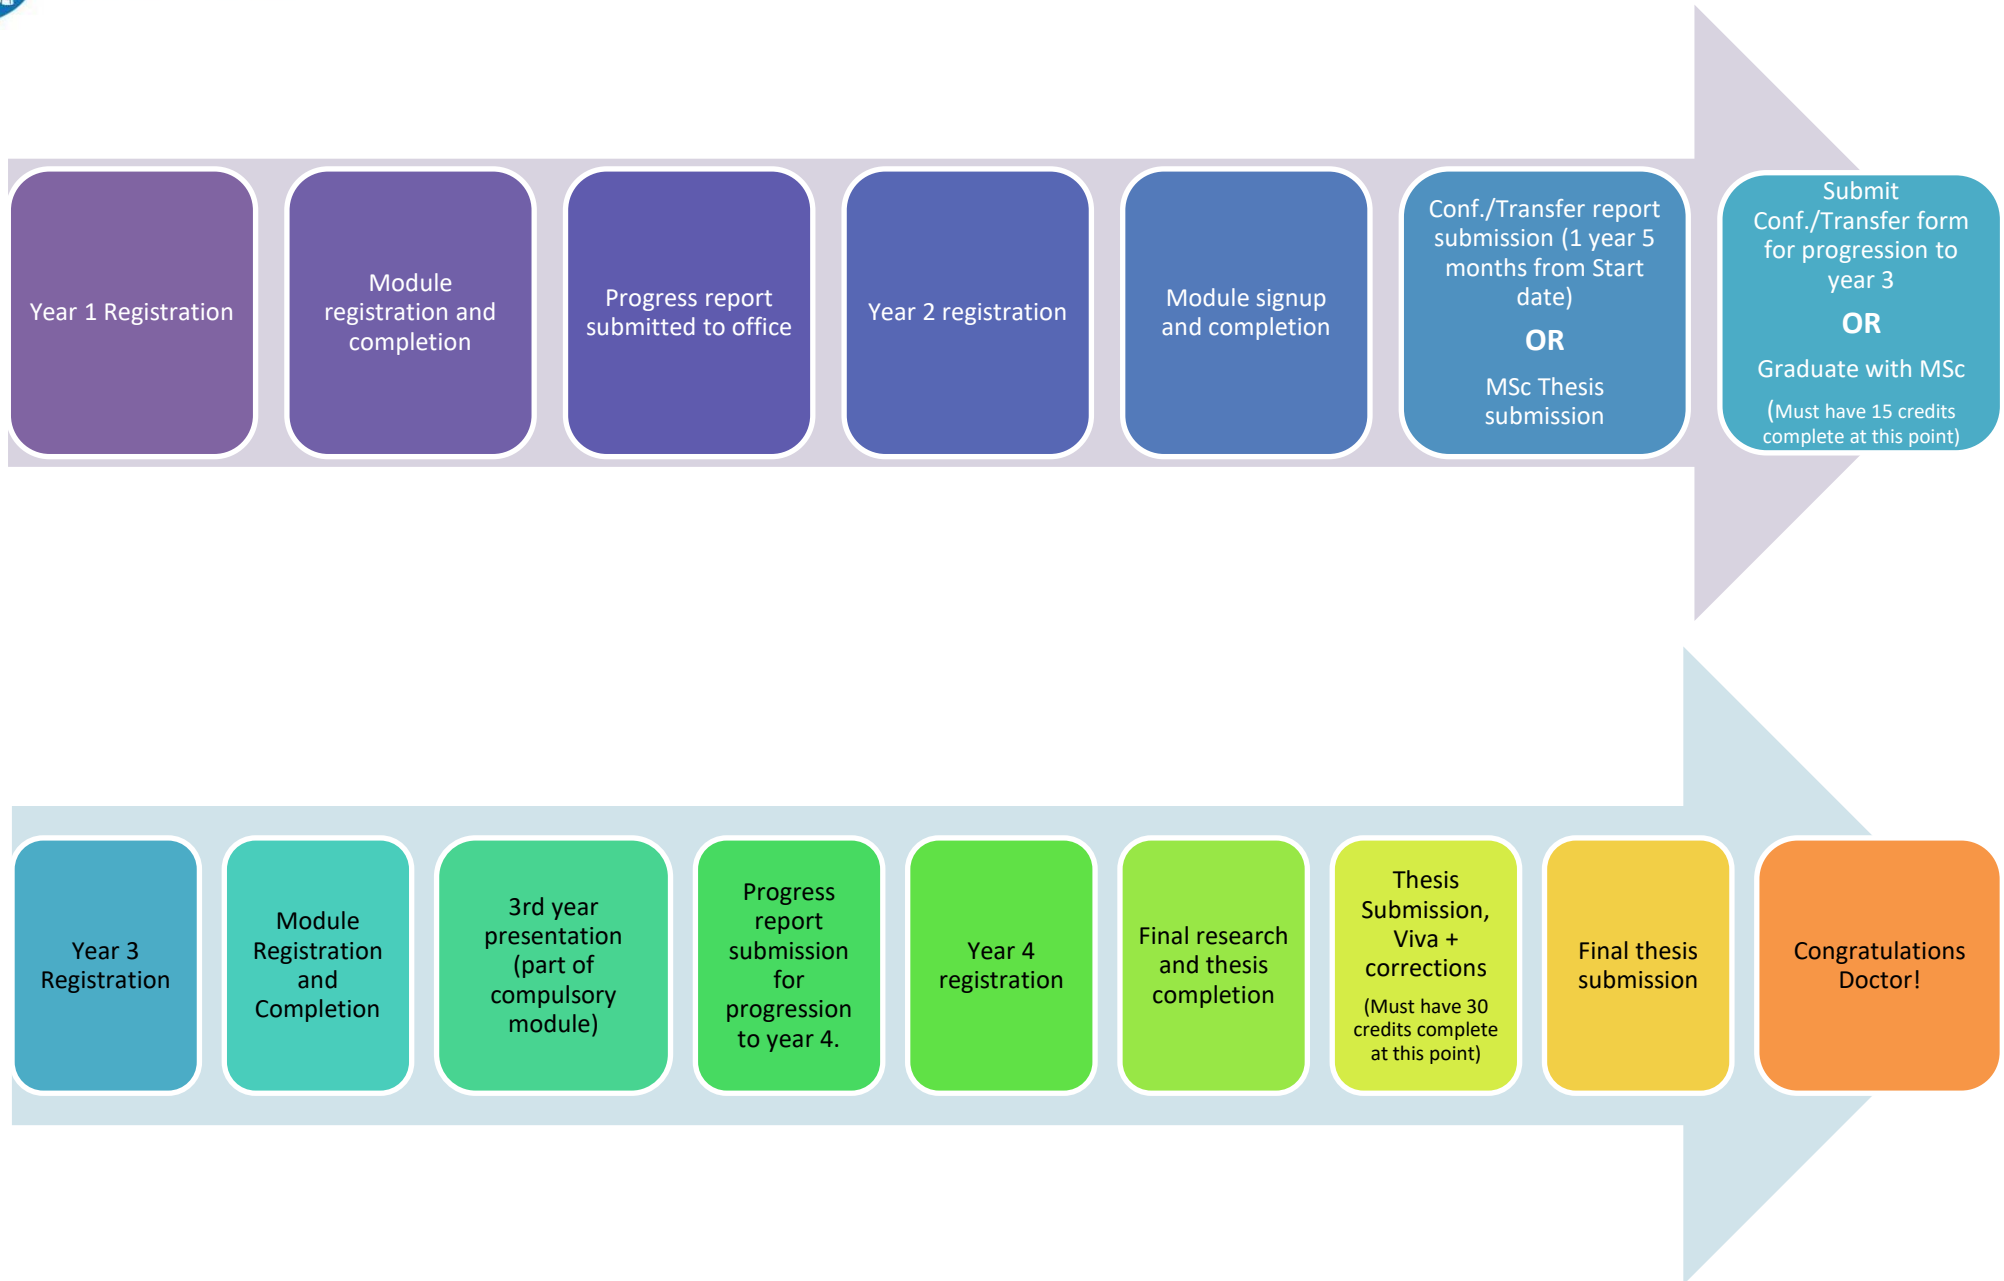 Year 1 Registration
Module
registration and
completion
Progress report
submitted to office
Year 2 registration
Module signup
and completion
Conf./Transfer report
submission (1 year 5
months from Start
date)
OR
MSc Thesis
submission
Submit
Conf./Transfer form
for progression to
year 3
OR
Graduate with MSc
(Must have 15 credits
complete at this point)
Year 3
Registration
Module
Registration
and
Completion
3rd year
presentation
(part of
compulsory
module)
Progress
report
submission
for
progression
to year 4.
Year 4
registration
Final research
and thesis
completion
Thesis
Submission,
Viva +
corrections
(Must have 30
credits complete
at this point)
Final thesis
submission
Congratulations
Doctor!